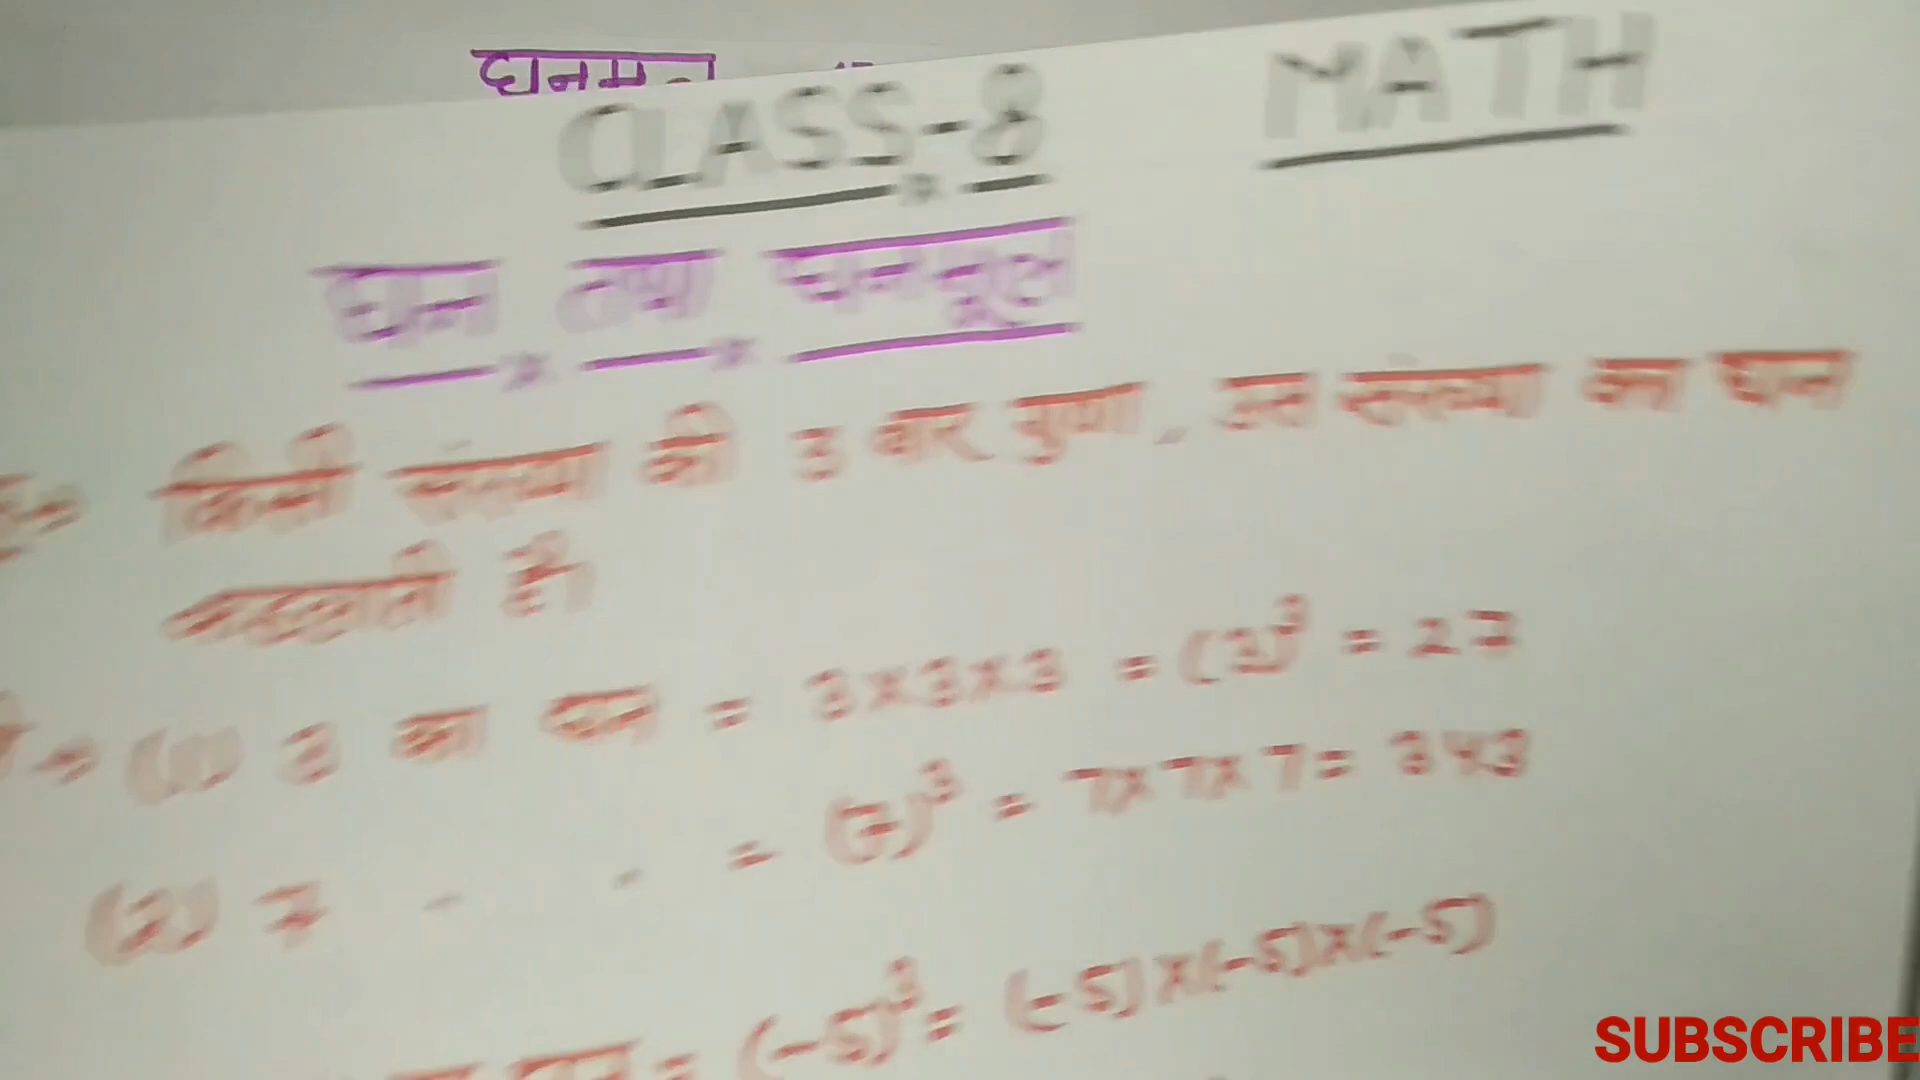 घनमूल
CLASS-8 MATH
घन तथा घनमूल
किसी संख्या की 3 बार गुणा, उस संख्या का घन
कहलाती है।
(1) 3 का घन = 3×3×3 = (3)³ = 27
(2) 7 - - = (7)³ = 7×7×7 = 343
घन = (-5)³ = (-5)×(-5)×(-5)
SUBSCRIBE